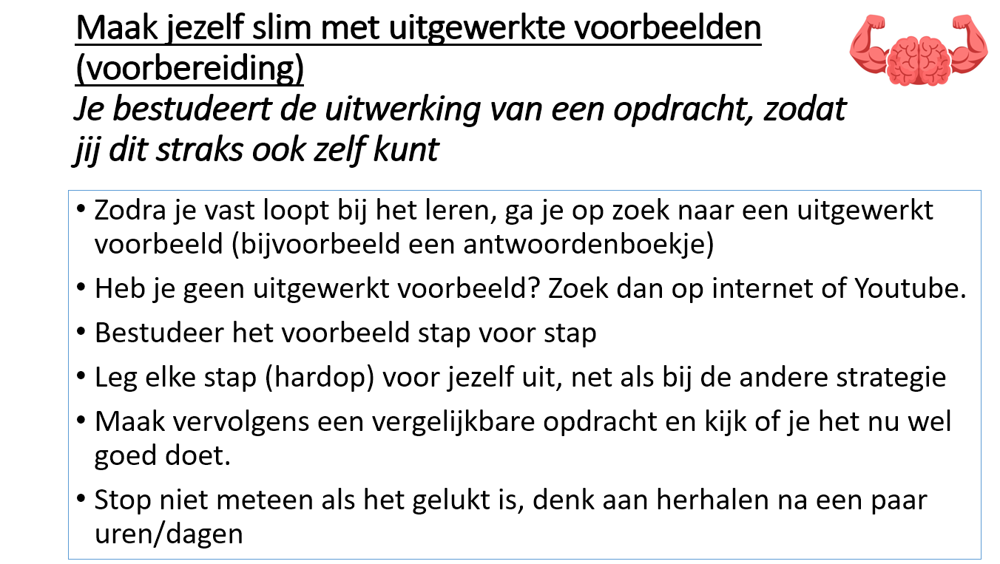 Maak jezelf slim met uitgewerkte voorbeelden
(voorbereiding)
Je bestudeert de uitwerking van een opdracht, zodat
jij dit straks ook zelf kunt
• Zodra je vast loopt bij het leren, ga je op zoek naar een uitgewerkt
voorbeeld (bijvoorbeeld een antwoordenboekje)
• Heb je geen uitgewerkt voorbeeld? Zoek dan op internet of Youtube.
• Bestudeer het voorbeeld stap voor stap
• Leg elke stap (hardop) voor jezelf uit, net als bij de andere strategie
• Maak vervolgens een vergelijkbare opdracht en kijk of je het nu wel
goed doet.
• Stop niet meteen als het gelukt is, denk aan herhalen na een paar
uren/dagen